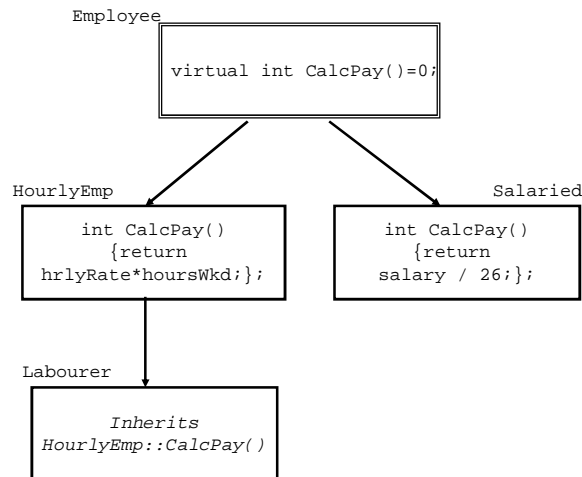 Employee
virtual int CalcPay()=0;
HourlyEmp
int CalcPay()
{return
hrlyRate*hoursWkd;};
Salaried
int CalcPay()
{return
salary / 26;};
Labourer
Inherits
HourlyEmp::CalcPay()